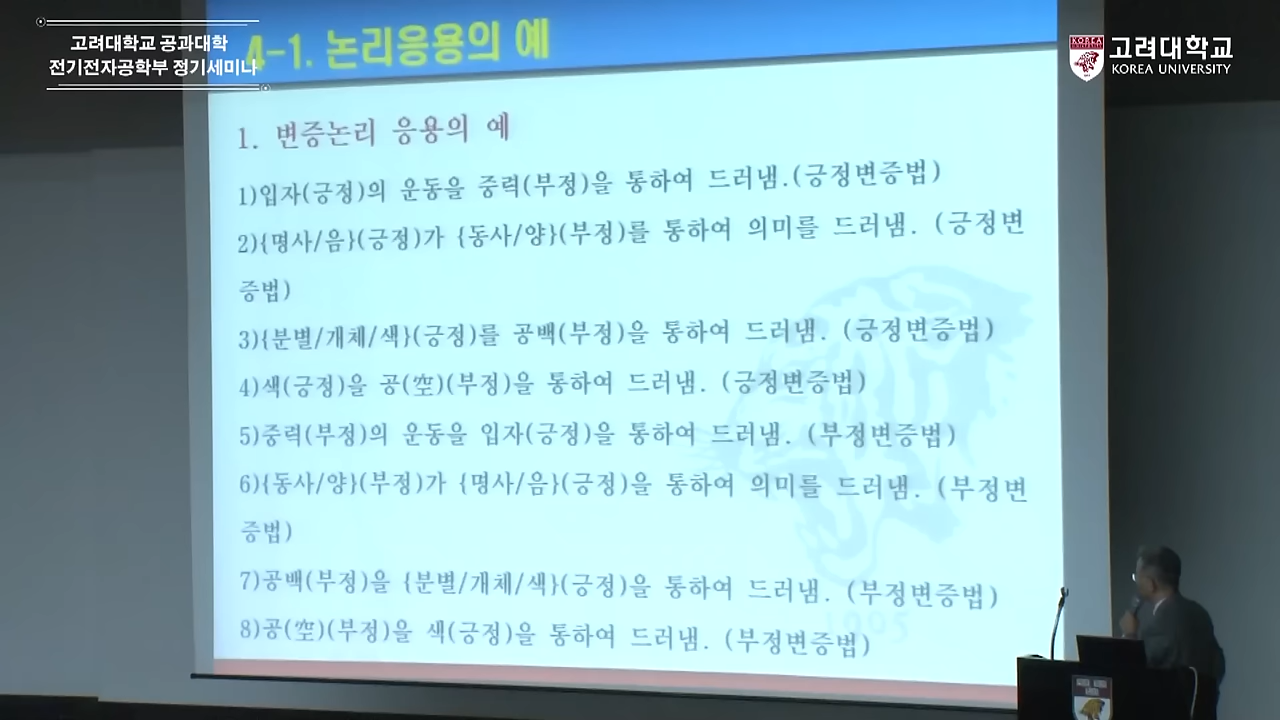 고려대학교 공과대학
전기전자공학부 정기세미나
고려대학교
KOREA UNIVERSITY
4-1. 논리응용의 예
1. 변증논리 응용의 예
1)입자(긍정)의 운동을 중력(부정)을 통하여 드러냄.(긍정변증법)
2){명사/음}(긍정)가 {동사/양}(부정)를 통하여 의미를 드러냄. (긍정변
증법)
3){분별/개체/색}(긍정)를 공백(부정)을 통하여 드러냄. (긍정변증법)
4)색(긍정)을 공(空)(부정)을 통하여 드러냄. (긍정변증법)
5)중력(부정)의 운동을 입자(긍정)을 통하여 드러냄. (부정변증법)
6){동사/양}(부정)가 {명사/음}(긍정)을 통하여 의미를 드러냄. (부정변
증법)
7)공백(부정)을 {분별/개체/색}(긍정)을 통하여 드러냄. (부정변증법)
8)공(空)(부정)을 색(긍정)을 통하여 드러냄. (부정변증법)
1905